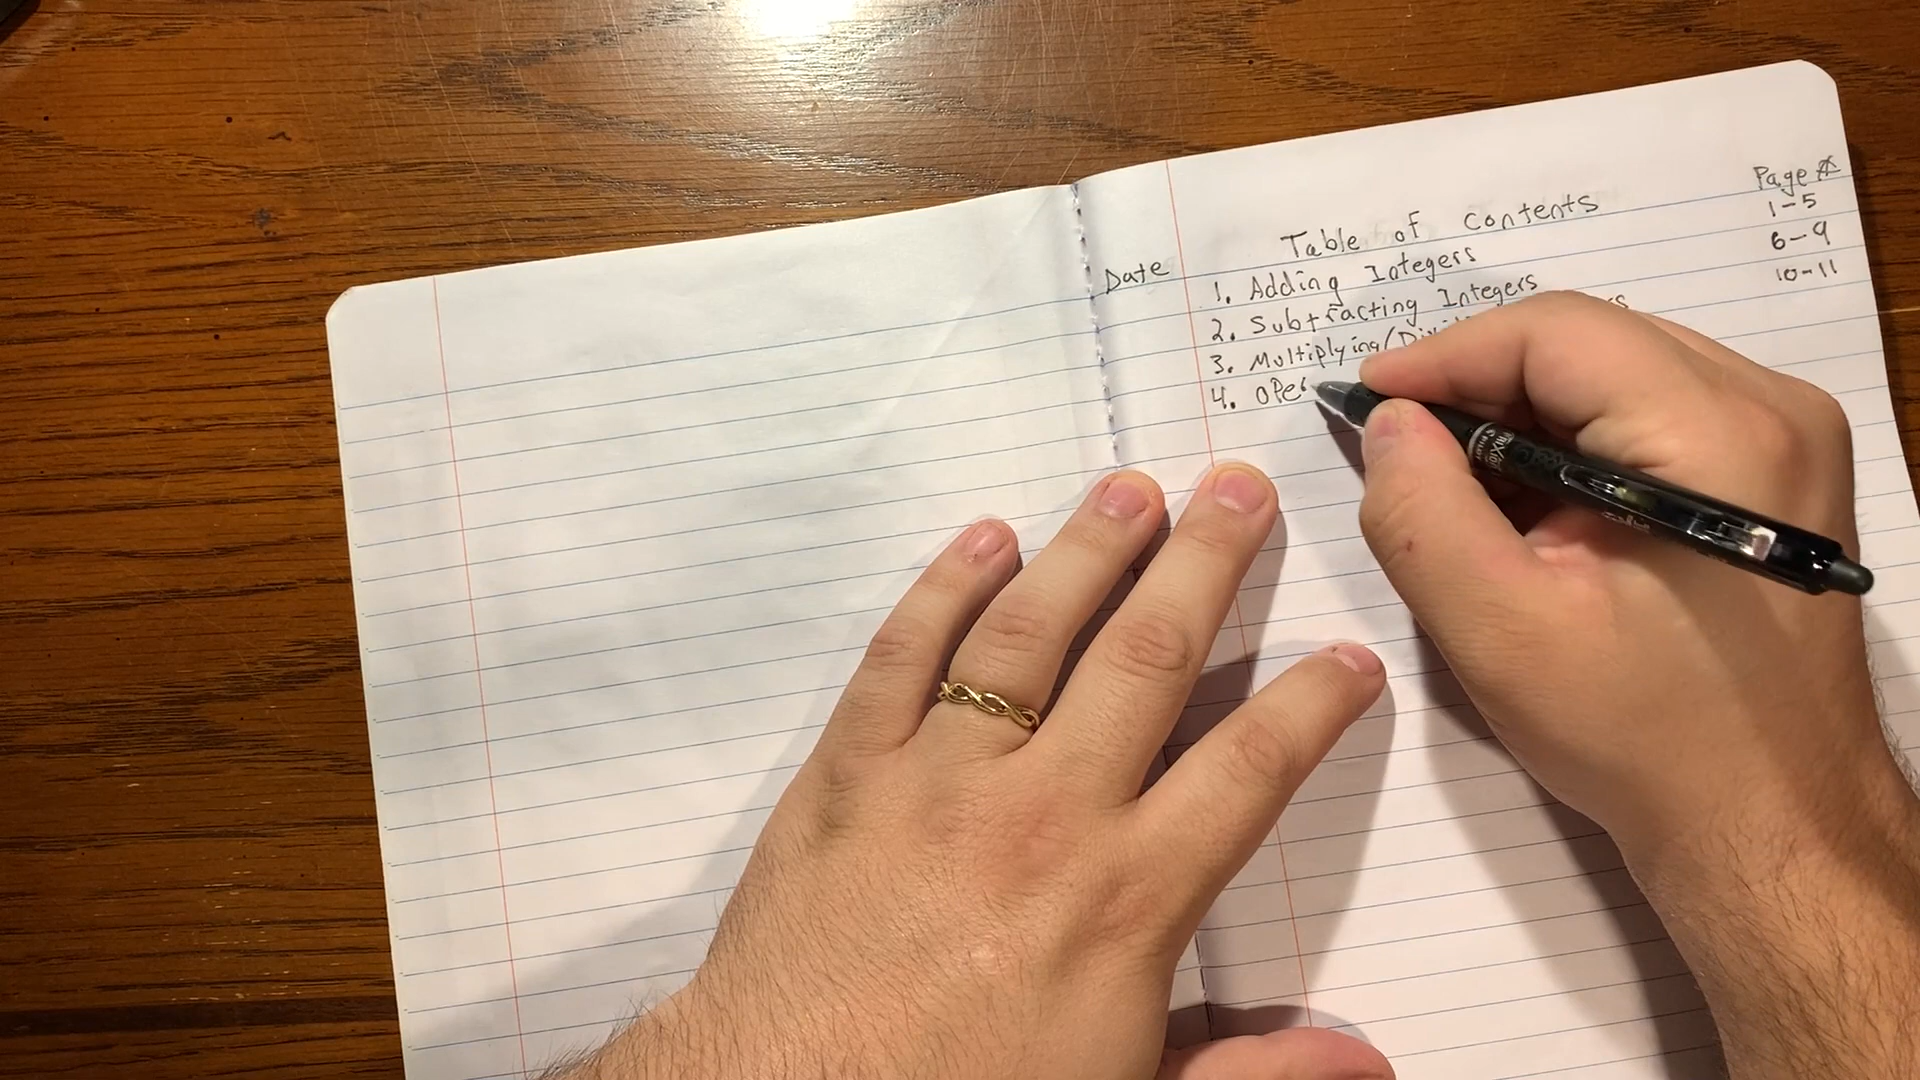 Page #
Table of Contents
Date
1. Adding Integers 1-5
2. Subtracting Integers 6-9
3. Multiplying/ 10-11
4. OPer